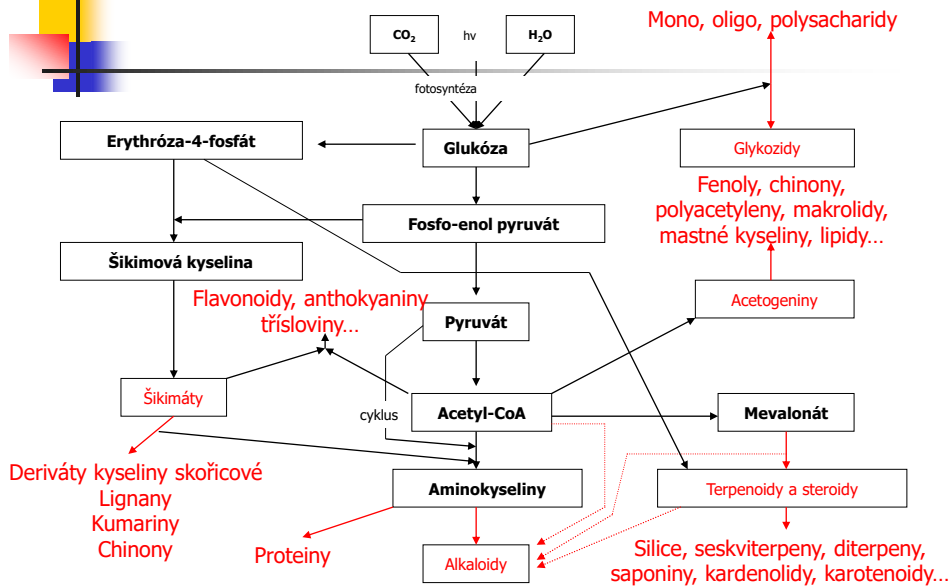 Mono, oligo, polysacharidy
CO2
hv
H2O
fotosyntéza
Erythróza-4-fosfát
Glukóza
Glykozidy
Fenoly, chinony,
polyacetyleny, makrolidy,
mastné kyseliny, lipidy...
Fosfo-enol pyruvát
Šikimová kyselina
Flavonoidy, anthokyaniny
třísloviny...
Acetogeniny
Pyruvát
Šikimáty
cyklus
Acetyl-CoA
Mevalonát
Deriváty kyseliny skořicové
Lignany
Kumariny
Chinony
Aminokyseliny
Terpenoidy a steroidy
Proteiny
Alkaloidy
Silice, seskviterpeny, diterpeny,
saponiny, kardenolidy, karotenoidy...